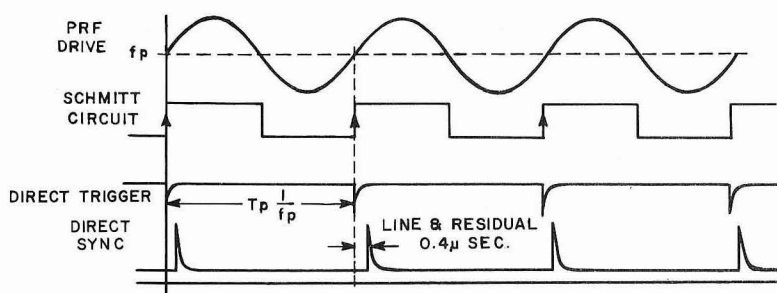 PRF
DRIVE
fp
SCHMITT
CIRCUIT
DIRECT TRIGGER
Tp 1/fp
DIRECT
SYNC
LINE & RESIDUAL
0.4μ SEC.